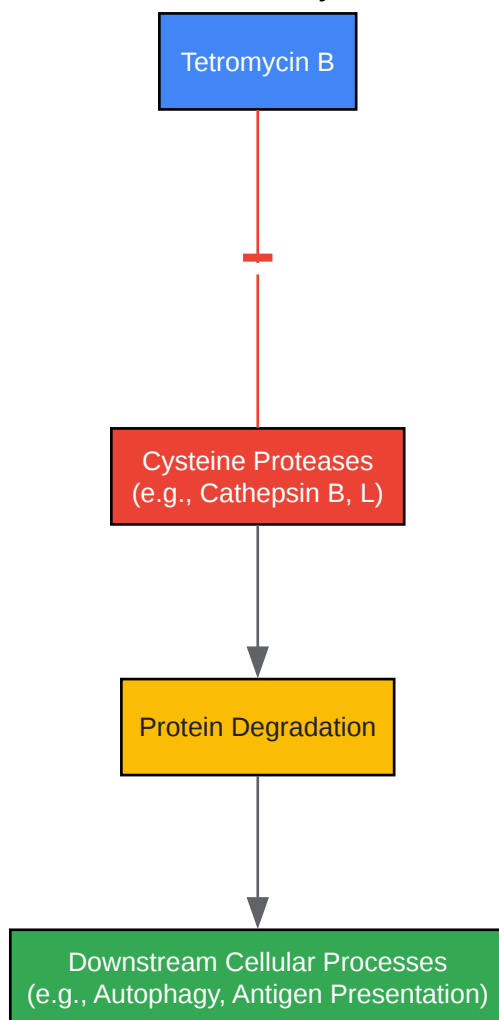 Tetromycin B
Cysteine Proteases
(e.g., Cathepsin B, L)
Protein Degradation
Downstream Cellular Processes
(e.g., Autophagy, Antigen Presentation)